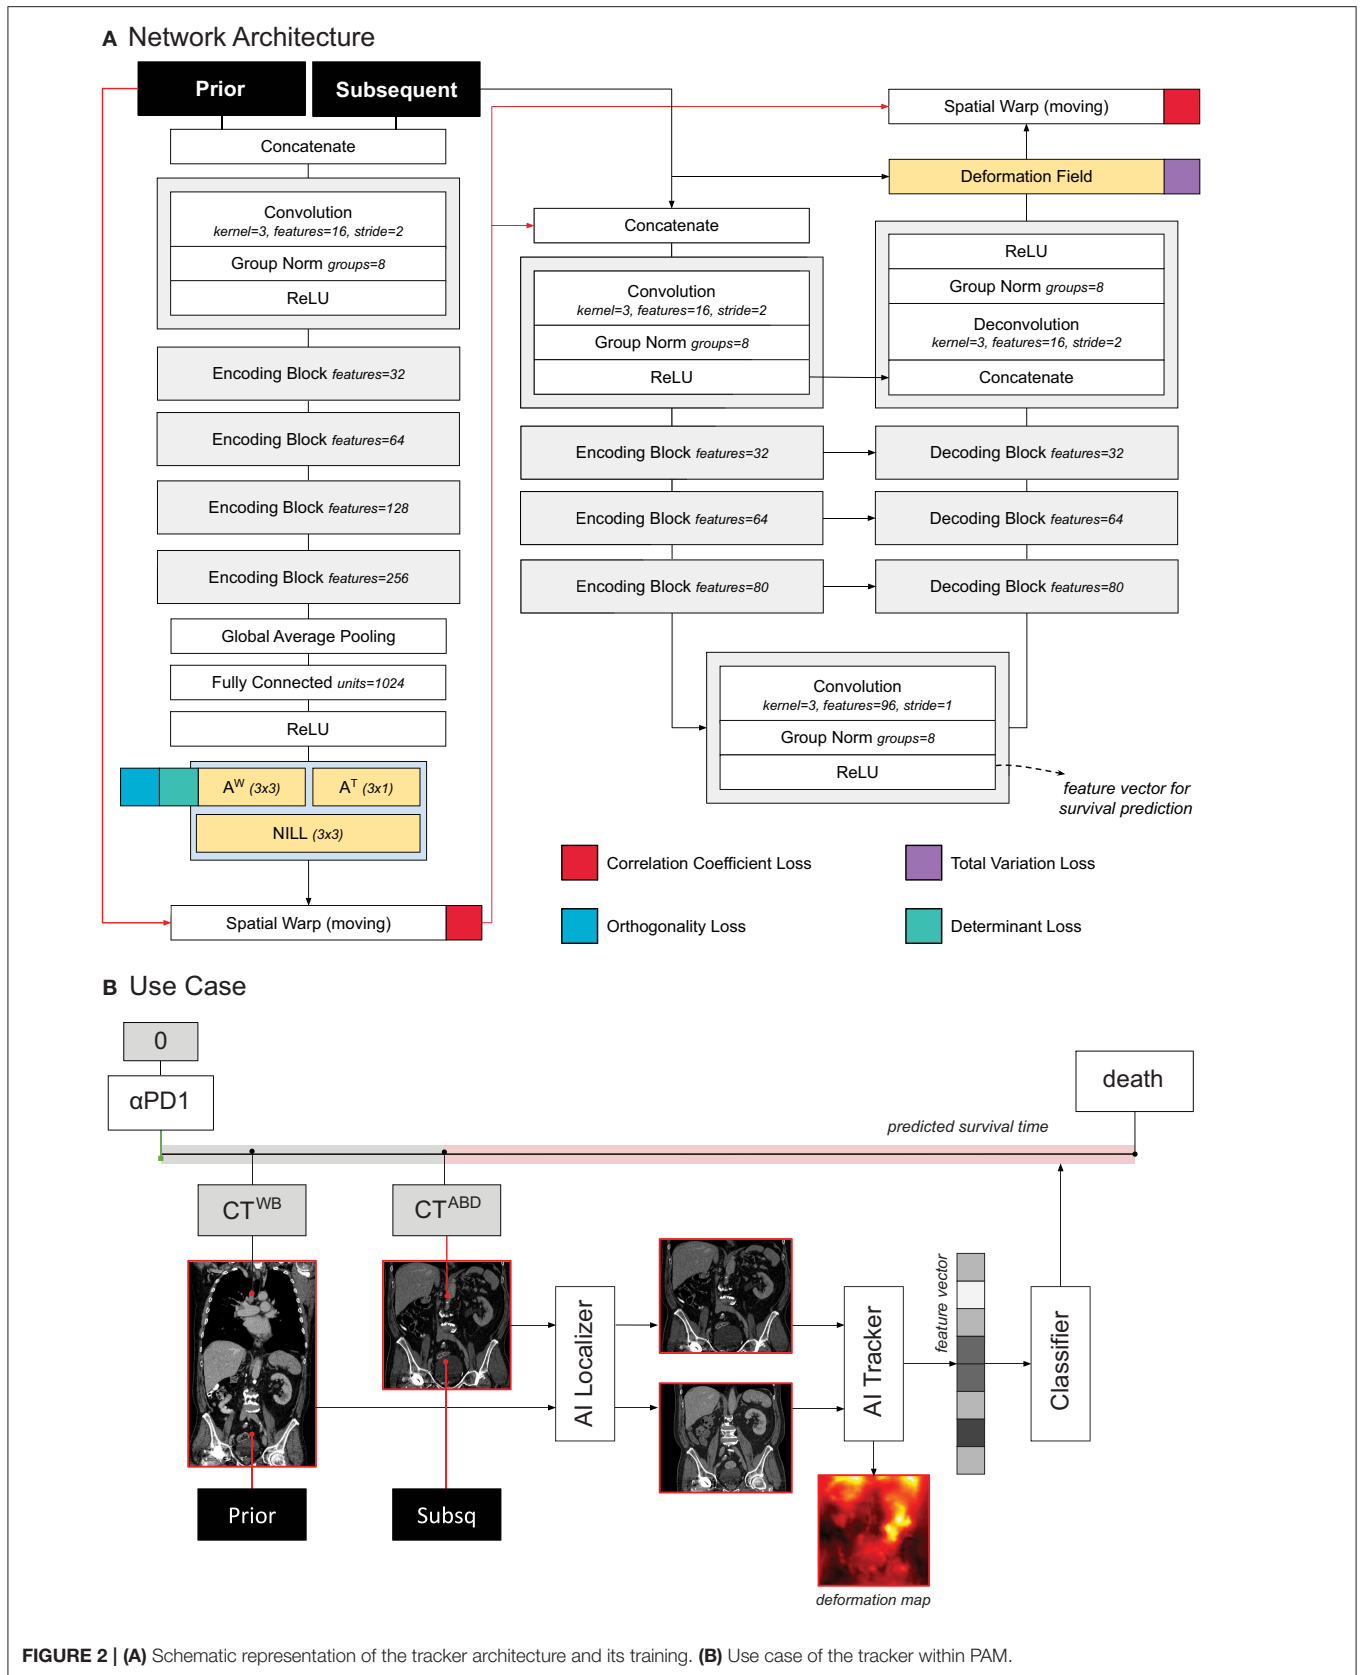 A Network Architecture
Prior
Subsequent
Concatenate
Convolution
kernel=3, features=16, stride=2
Group Norm groups=8
ReLU
Encoding Block features=32
Encoding Block features=64
Encoding Block features=128
Encoding Block features=256
Global Average Pooling
Fully Connected units=1024
ReLU
A^W (3x3)
A^T (3x1)
NILL (3x3)
Spatial Warp (moving)
Concatenate
Convolution
kernel=3, features=16, stride=2
Group Norm groups=8
ReLU
Encoding Block features=32
Encoding Block features=64
Encoding Block features=80
Convolution
kernel=3, features=96, stride=1
Group Norm groups=8
ReLU
feature vector for
survival prediction
Spatial Warp (moving)
Deformation Field
ReLU
Group Norm groups=8
Deconvolution
kernel=3, features=16, stride=2
Concatenate
Decoding Block features=32
Decoding Block features=64
Decoding Block features=80
Correlation Coefficient Loss
Total Variation Loss
Orthogonality Loss
Determinant Loss
B Use Case
0
αPD1
death
predicted survival time
CT^WB
CT^ABD
Prior
Subsq
AI Localizer
AI Tracker
feature vector
Classifier
deformation map
FIGURE 2 | (A) Schematic representation of the tracker architecture and its training. (B) Use case of the tracker within PAM.